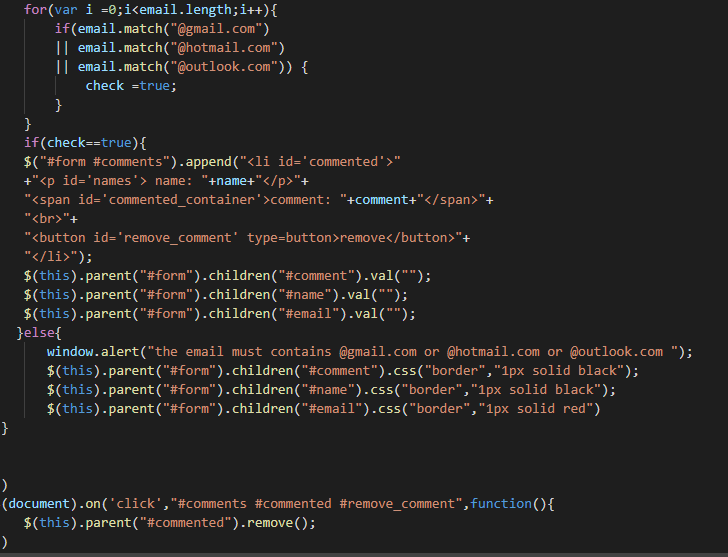 for(var i =0;i<email.length;i++){
if(email.match("@gmail.com")
|| email.match("@hotmail.com")
|| email.match("@outlook.com")) {
check =true;
}
}
if(check==true){
$("#form #comments").append("<li id='commented'>"
+"<p id='names'> name: "+name+"</p>"+
"<span id='commented_container'>comment: "+comment+"</span>"+
"<br>"+
"<button id='remove_comment' type=button>remove</button>"+
"</li>");
$(this).parent("#form").children("#comment").val("");
$(this).parent("#form").children("#name").val("");
$(this).parent("#form").children("#email").val("");
}else{
window.alert("the email must contains @gmail.com or @hotmail.com or @outlook.com ");
$(this).parent("#form").children("#comment").css("border","1px solid black");
$(this).parent("#form").children("#name").css("border","1px solid black");
$(this).parent("#form").children("#email").css("border","1px solid red")
}
)
(document).on('click',"#comments #commented #remove_comment",function(){
$(this).parent("#commented").remove();
)